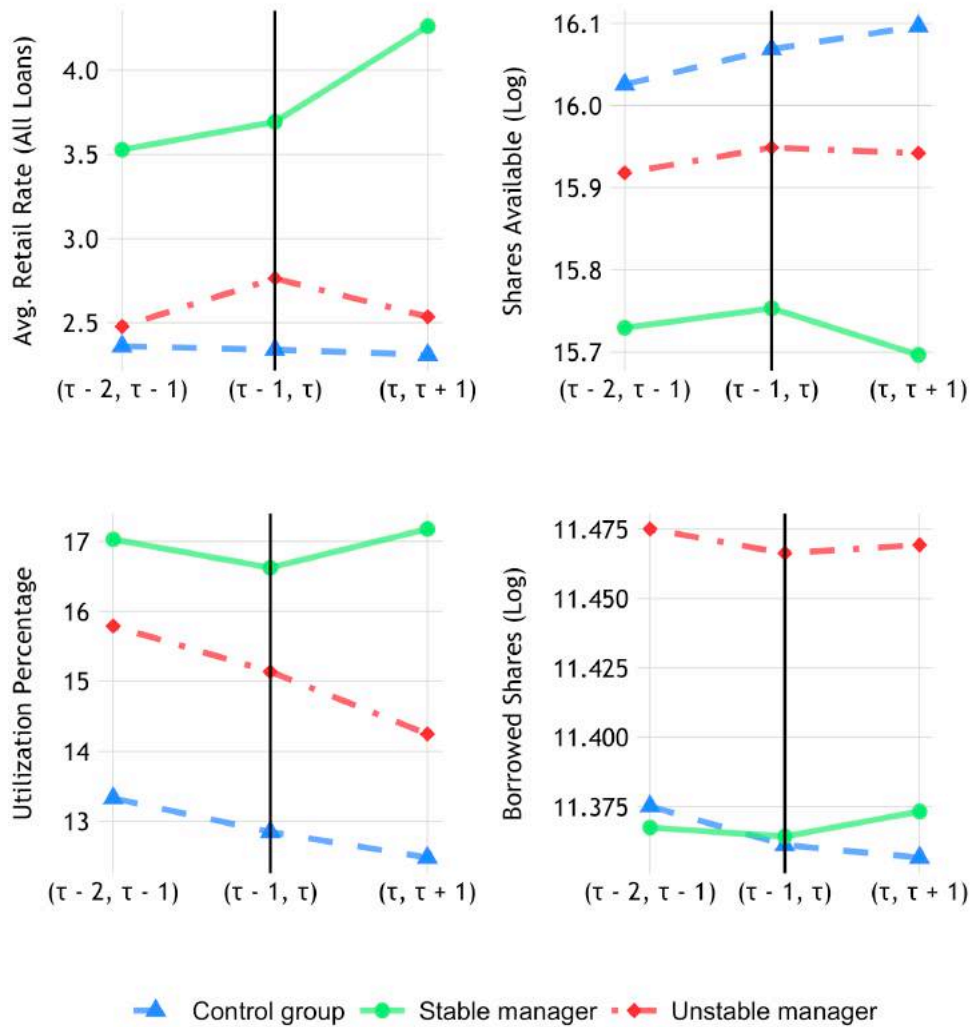 Avg. Retail Rate (All Loans)
4.0
3.5
3.0
2.5
(τ - 2, τ - 1)
(τ - 1, τ)
(τ, τ + 1)
Shares Available (Log)
16.1
16.0
15.9
15.8
15.7
(τ - 2, τ - 1)
(τ - 1, τ)
(τ, τ + 1)
Utilization Percentage
17
16
15
14
13
(τ - 2, τ - 1)
(τ - 1, τ)
(τ, τ + 1)
Borrowed Shares (Log)
11.475
11.450
11.425
11.400
11.375
(τ - 2, τ - 1)
(τ - 1, τ)
(τ, τ + 1)
Control group
Stable manager
Unstable manager